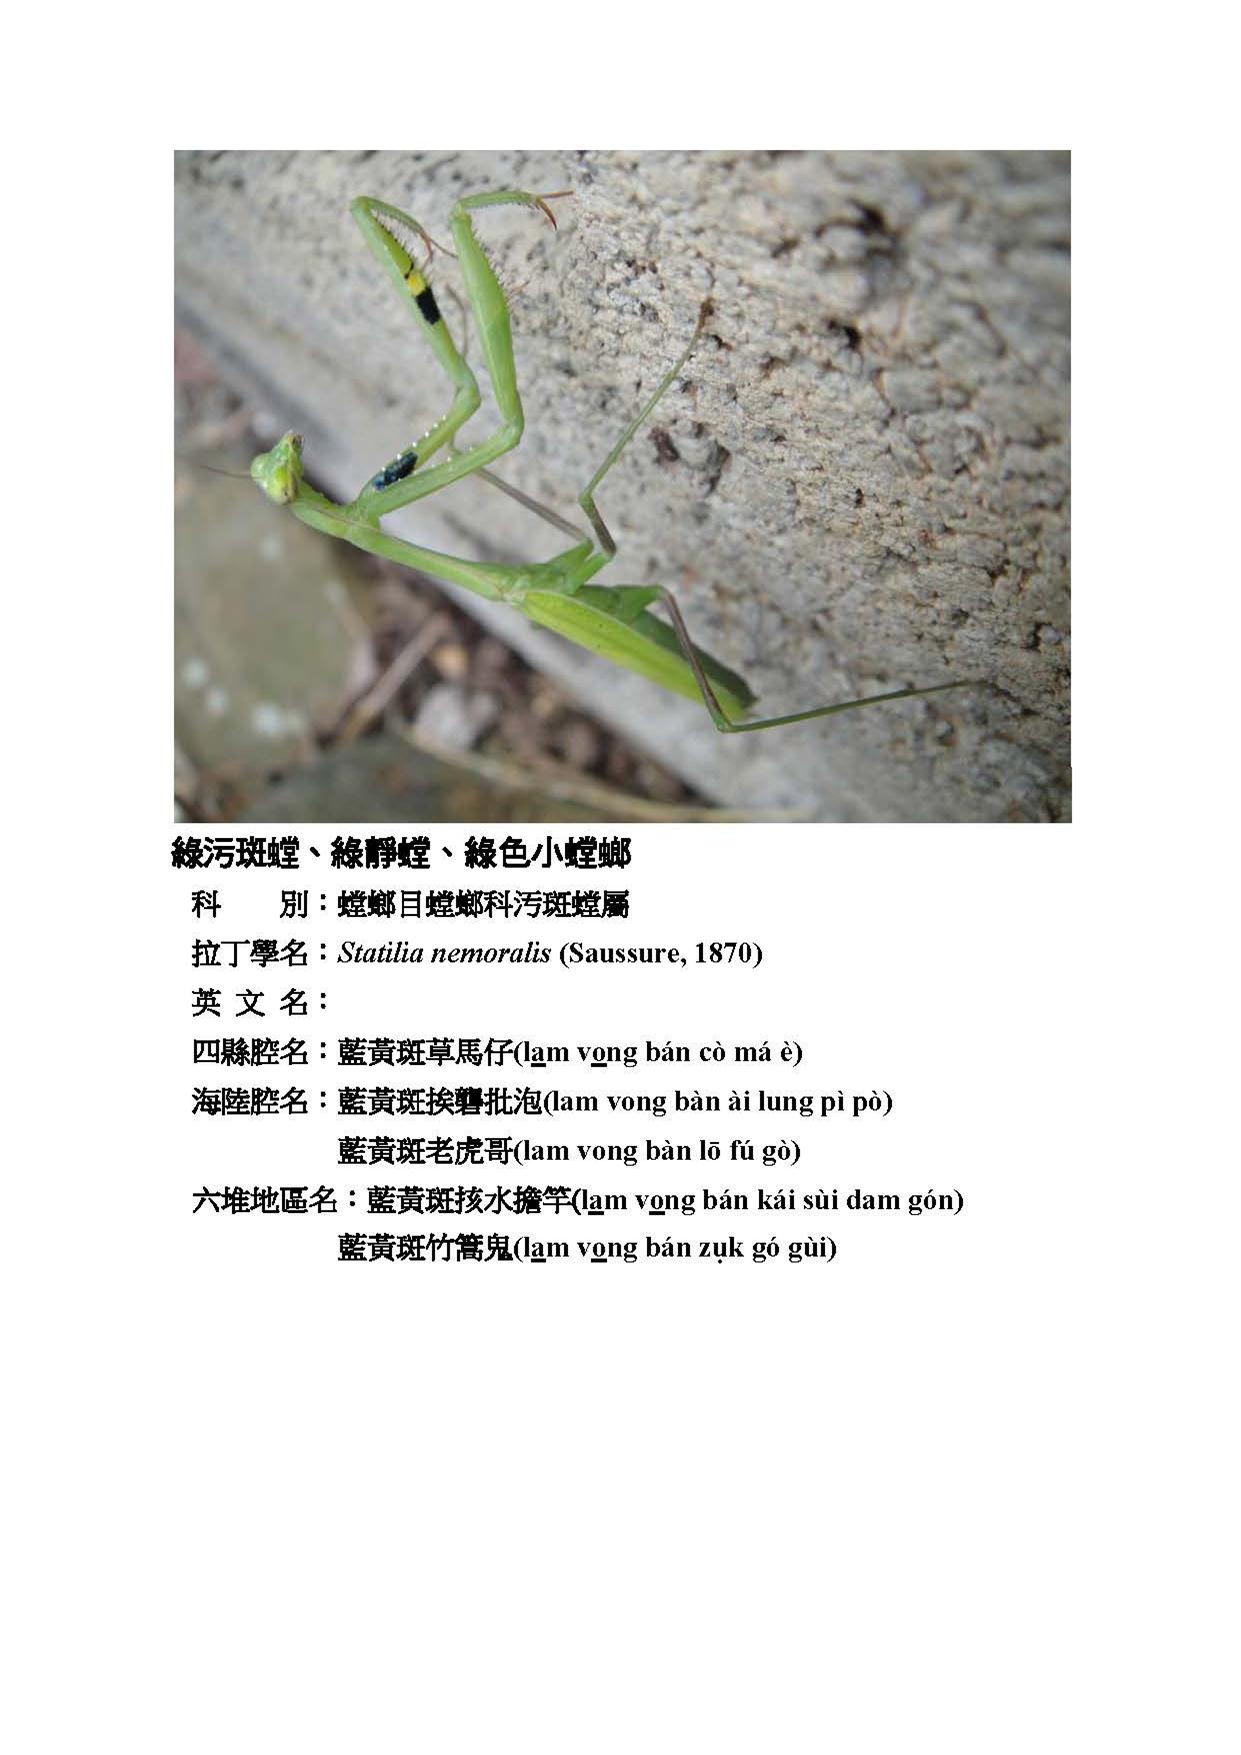 綠污斑螳、綠靜螳、綠色小螳螂
科　　別：螳螂目螳螂科污斑螳屬
拉丁學名：Statilia nemoralis (Saussure, 1870)
英 文 名：
四縣腔名：藍黃斑草馬仔(lam vong bán cò má è)
海陸腔名：藍黃斑挨礱批泡(lam vong bàn ài lung pì pò)
藍黃斑老虎哥(lam vong bàn lō fú gò)
六堆地區名：藍黃斑㧡水擔竿(lam vong bán kái sùi dam gón)
藍黃斑竹篙鬼(lam vong bán zụk gó gùi)